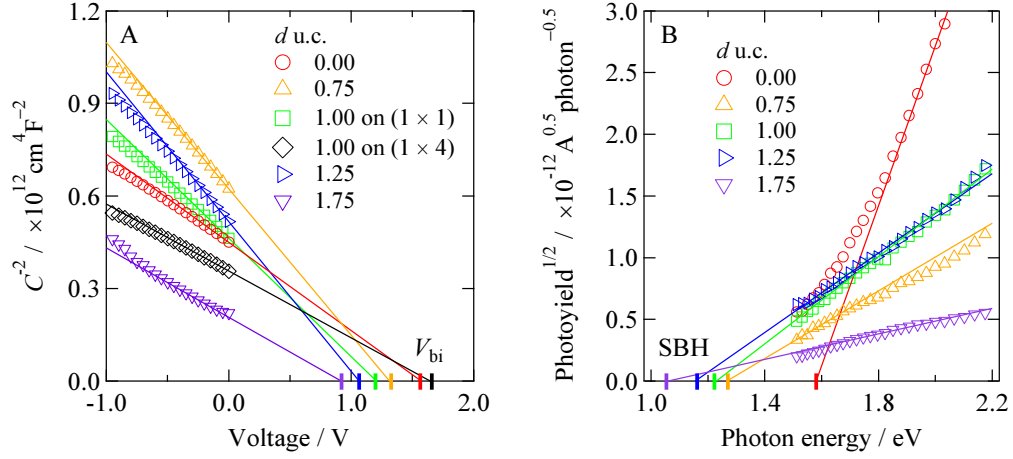 A
d u.c.
0.00
0.75
1.00 on (1 × 1)
1.00 on (1 × 4)
1.25
1.75
V_bi
1.2
0.9
0.6
0.3
0.0
-1.0
0.0
1.0
2.0
C^-2 / ×10^12 cm^4 F^-2
Voltage / V
B
d u.c.
0.00
0.75
1.00
1.25
1.75
SBH
3.0
2.5
2.0
1.5
1.0
0.5
0.0
1.0
1.4
1.8
2.2
Photoyield^1/2 / ×10^-12 A^0.5 photon^-0.5
Photon energy / eV